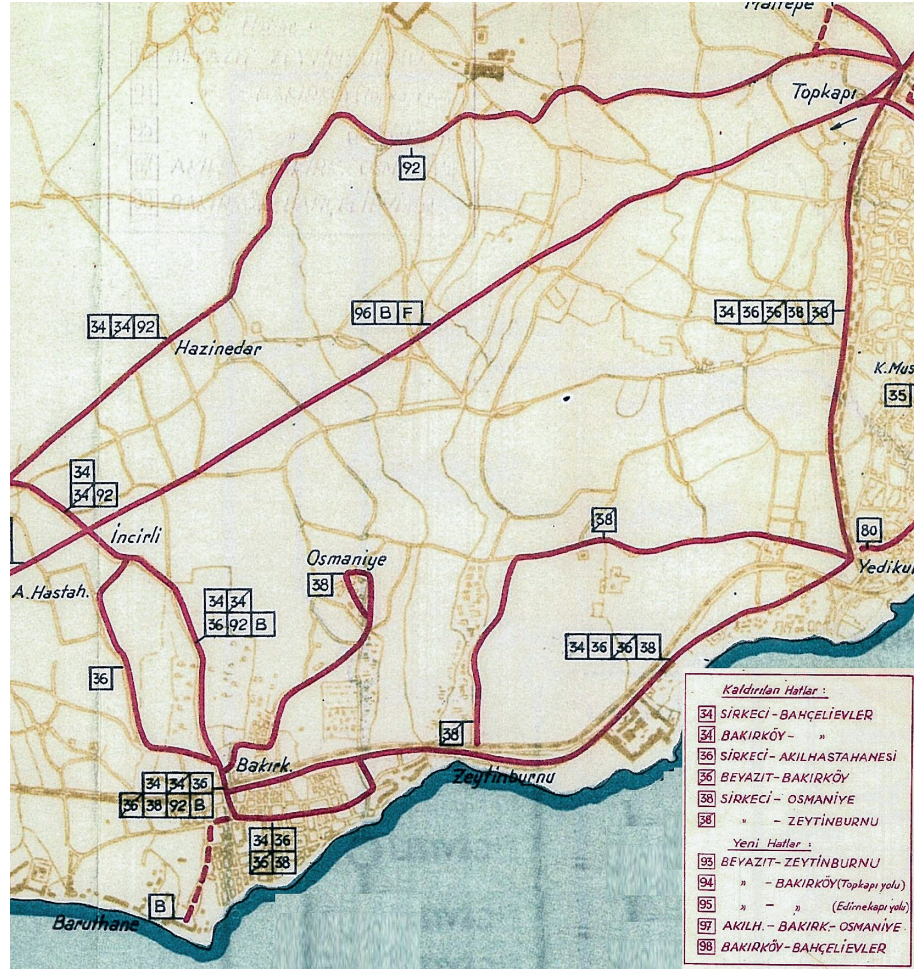 Maltepe
Topkapı
92
34 34 92
Hazinedar
96 B F
34 36 36 38 38
K.Mus
35
34
34 92
İncirli
38
80
Osmaniye
38
Yedikul
A.Hastah.
34 34
36 92 B
34 36 36 38
36
38
Bakırk.
Zeytinburnu
34 34 36
36 38 92 B
34 36
36 38
B
Baruthane
Kaldırılan Hatlar :
34 SİRKECİ - BAHÇELİEVLER
34 BAKIRKÖY - "
36 SİRKECİ - AKILHASTAHANESİ
36 BEYAZIT - BAKIRKÖY
38 SİRKECİ - OSMANİYE
38 " - ZEYTİNBURNU
Yeni Hatlar :
93 BEYAZIT - ZEYTİNBURNU
94 " - BAKIRKÖY (Topkapı yolu)
95 " - " (Edirnekapı yolu)
97 AKILH. - BAKIRK. - OSMANİYE
98 BAKIRKÖY - BAHÇELİEVLER